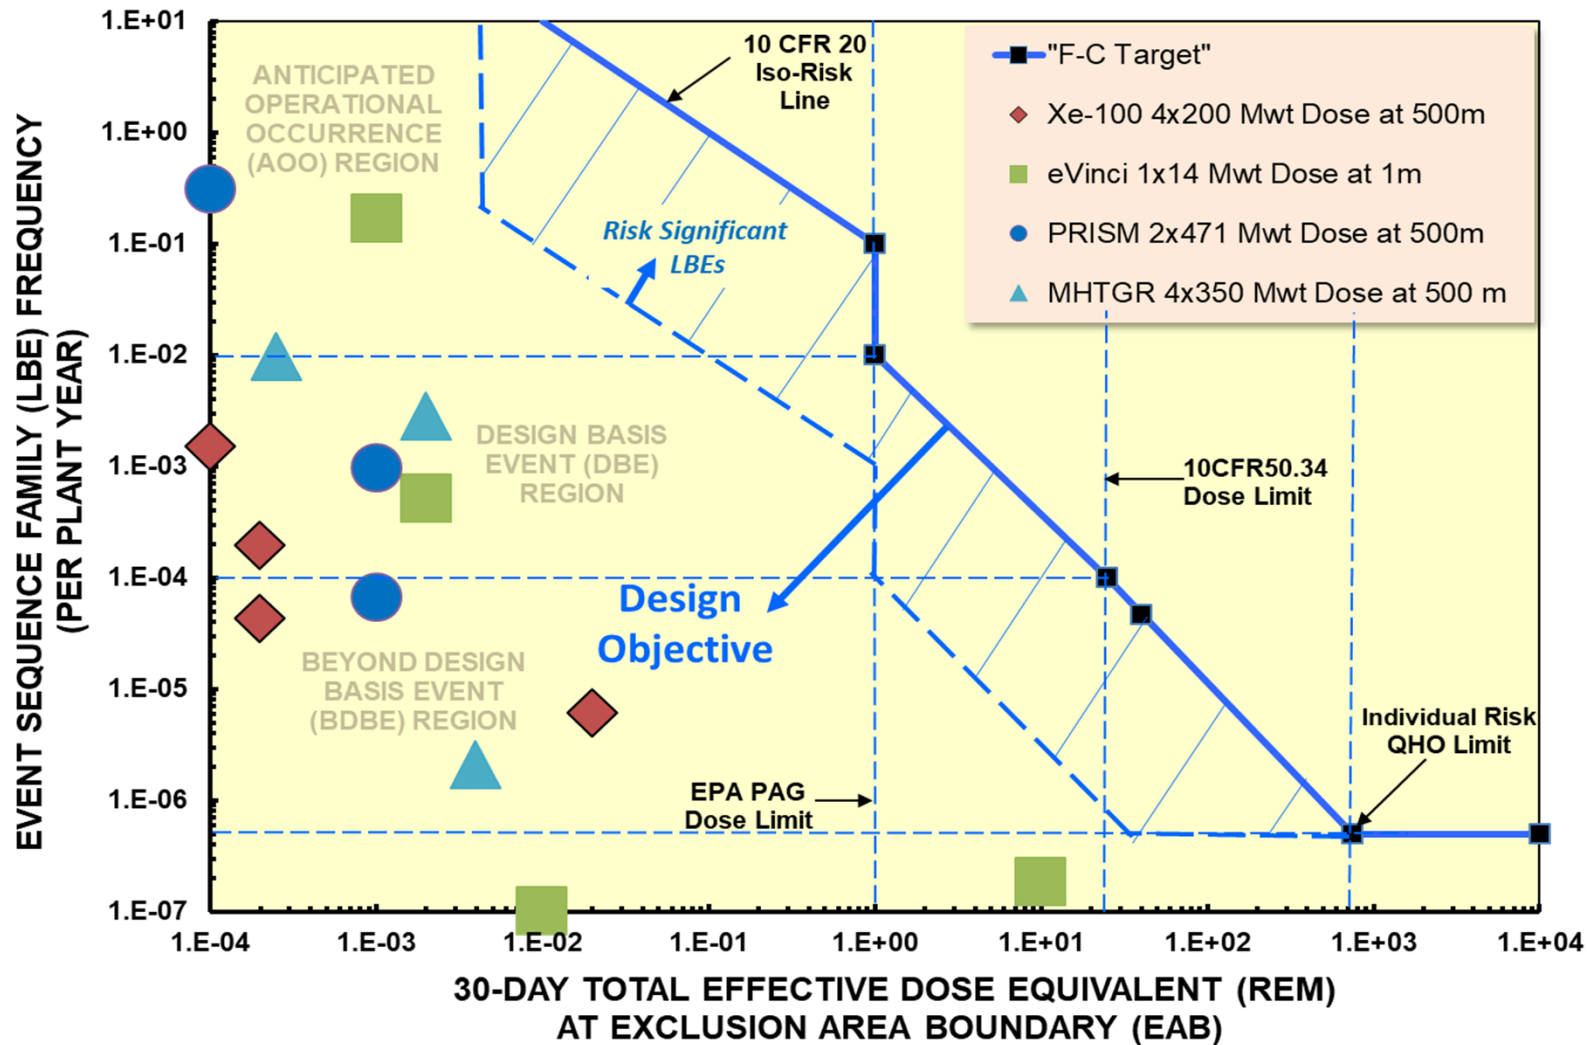 EVENT SEQUENCE FAMILY (LBE) FREQUENCY
(PER PLANT YEAR)
1.E+01
1.E+00
1.E-01
1.E-02
1.E-03
1.E-04
1.E-05
1.E-06
1.E-07
ANTICIPATED
OPERATIONAL
OCCURRENCE
(AOO) REGION
10 CFR 20
Iso-Risk
Line
"F-C Target"
Xe-100 4x200 Mwt Dose at 500m
eVinci 1x14 Mwt Dose at 1m
PRISM 2x471 Mwt Dose at 500m
MHTGR 4x350 Mwt Dose at 500 m
Risk Significant
LBEs
DESIGN BASIS
EVENT (DBE)
REGION
10CFR50.34
Dose Limit
Design
Objective
BEYOND DESIGN
BASIS EVENT
(BDBE) REGION
Individual Risk
QHO Limit
EPA PAG
Dose Limit
1.E-04
1.E-03
1.E-02
1.E-01
1.E+00
1.E+01
1.E+02
1.E+03
1.E+04
30-DAY TOTAL EFFECTIVE DOSE EQUIVALENT (REM)
AT EXCLUSION AREA BOUNDARY (EAB)